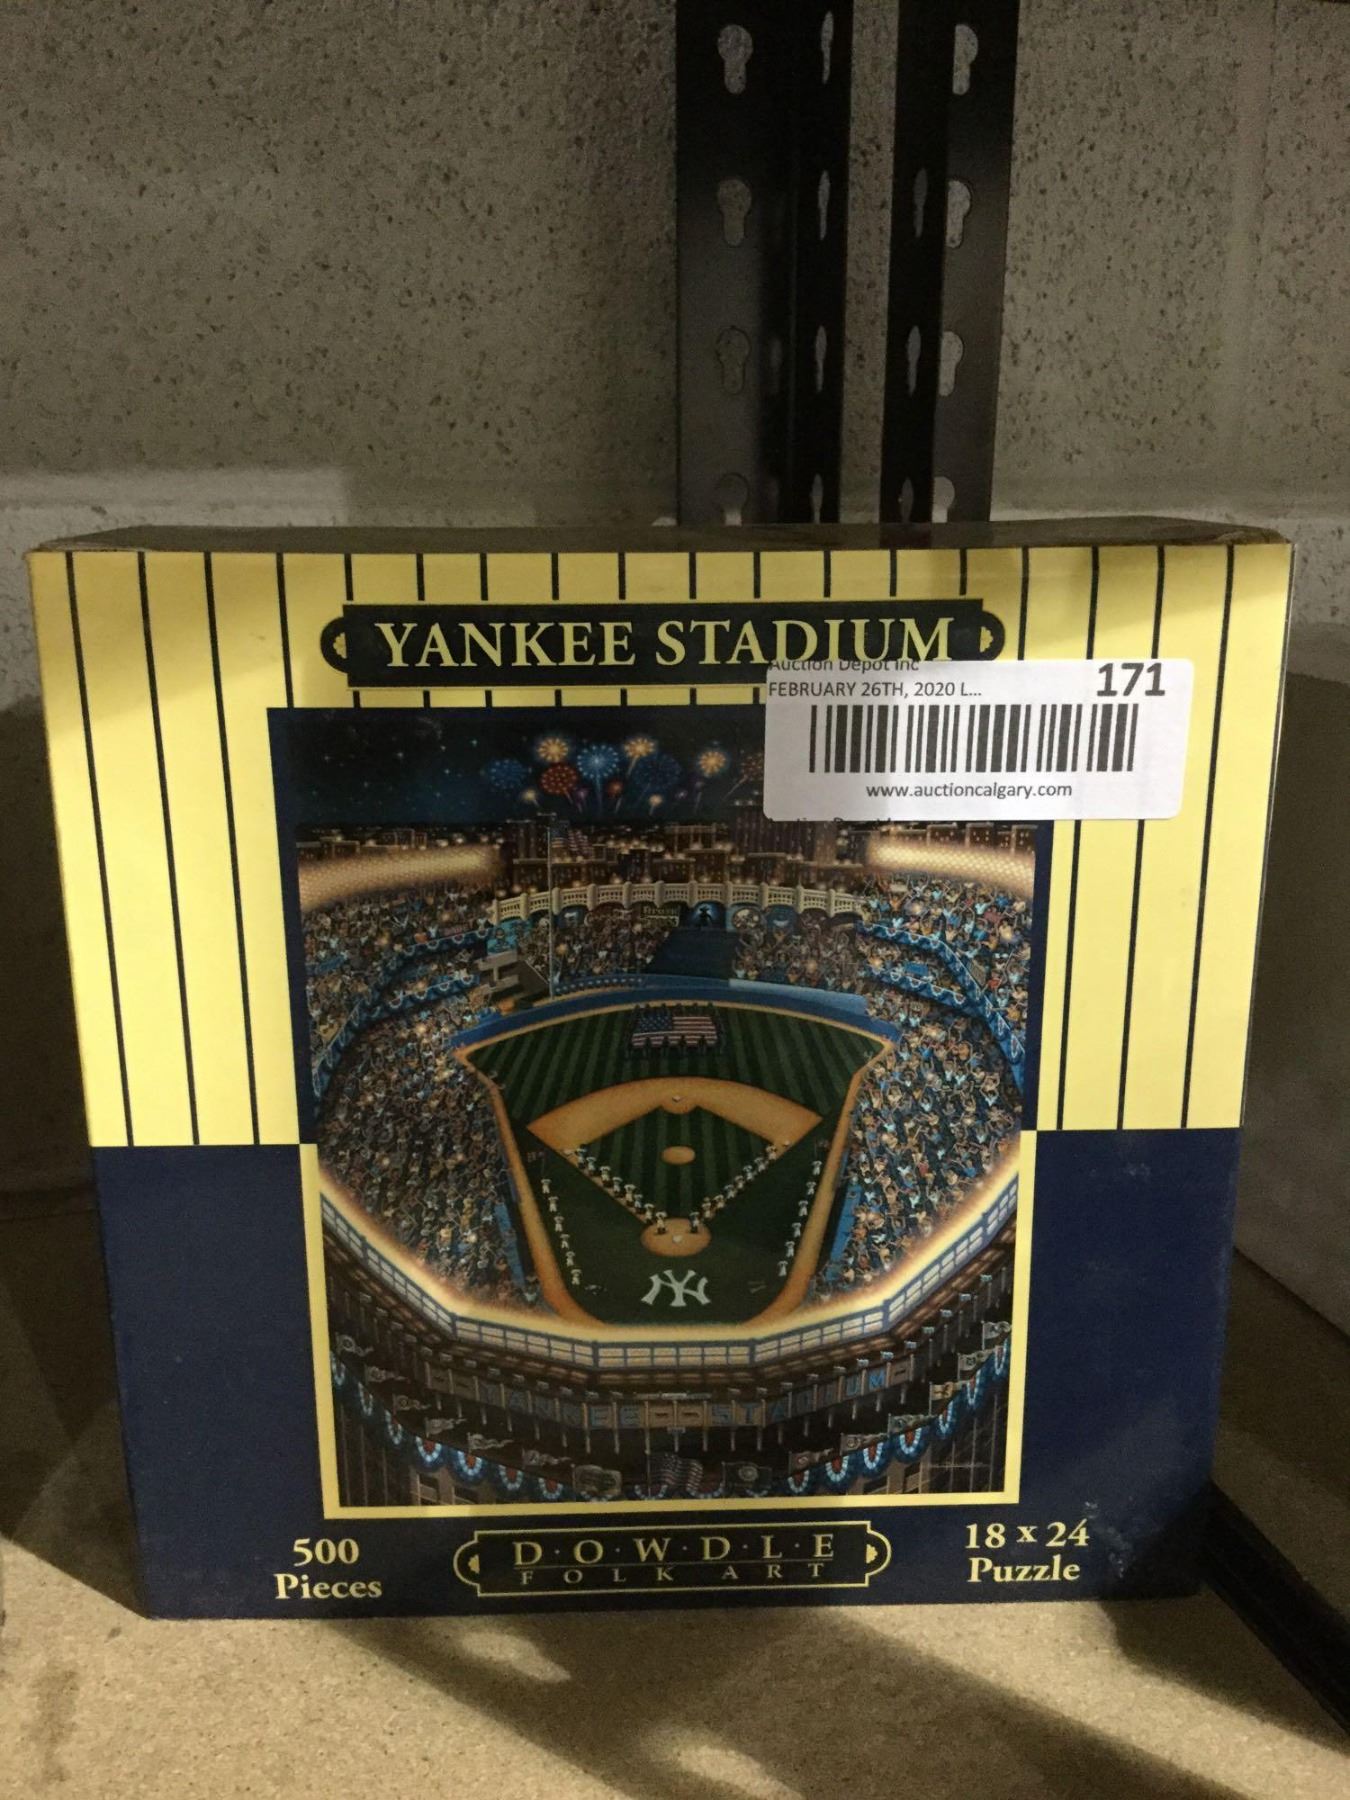 YANKEE STADIUM
Auction Depot Inc
FEBRUARY 26TH, 2020 L...
171
www.auctioncalgary.com
NY
YANKEE STADIUM
500
Pieces
D·O·W·D·L·E
FOLK ART
18 x 24
Puzzle